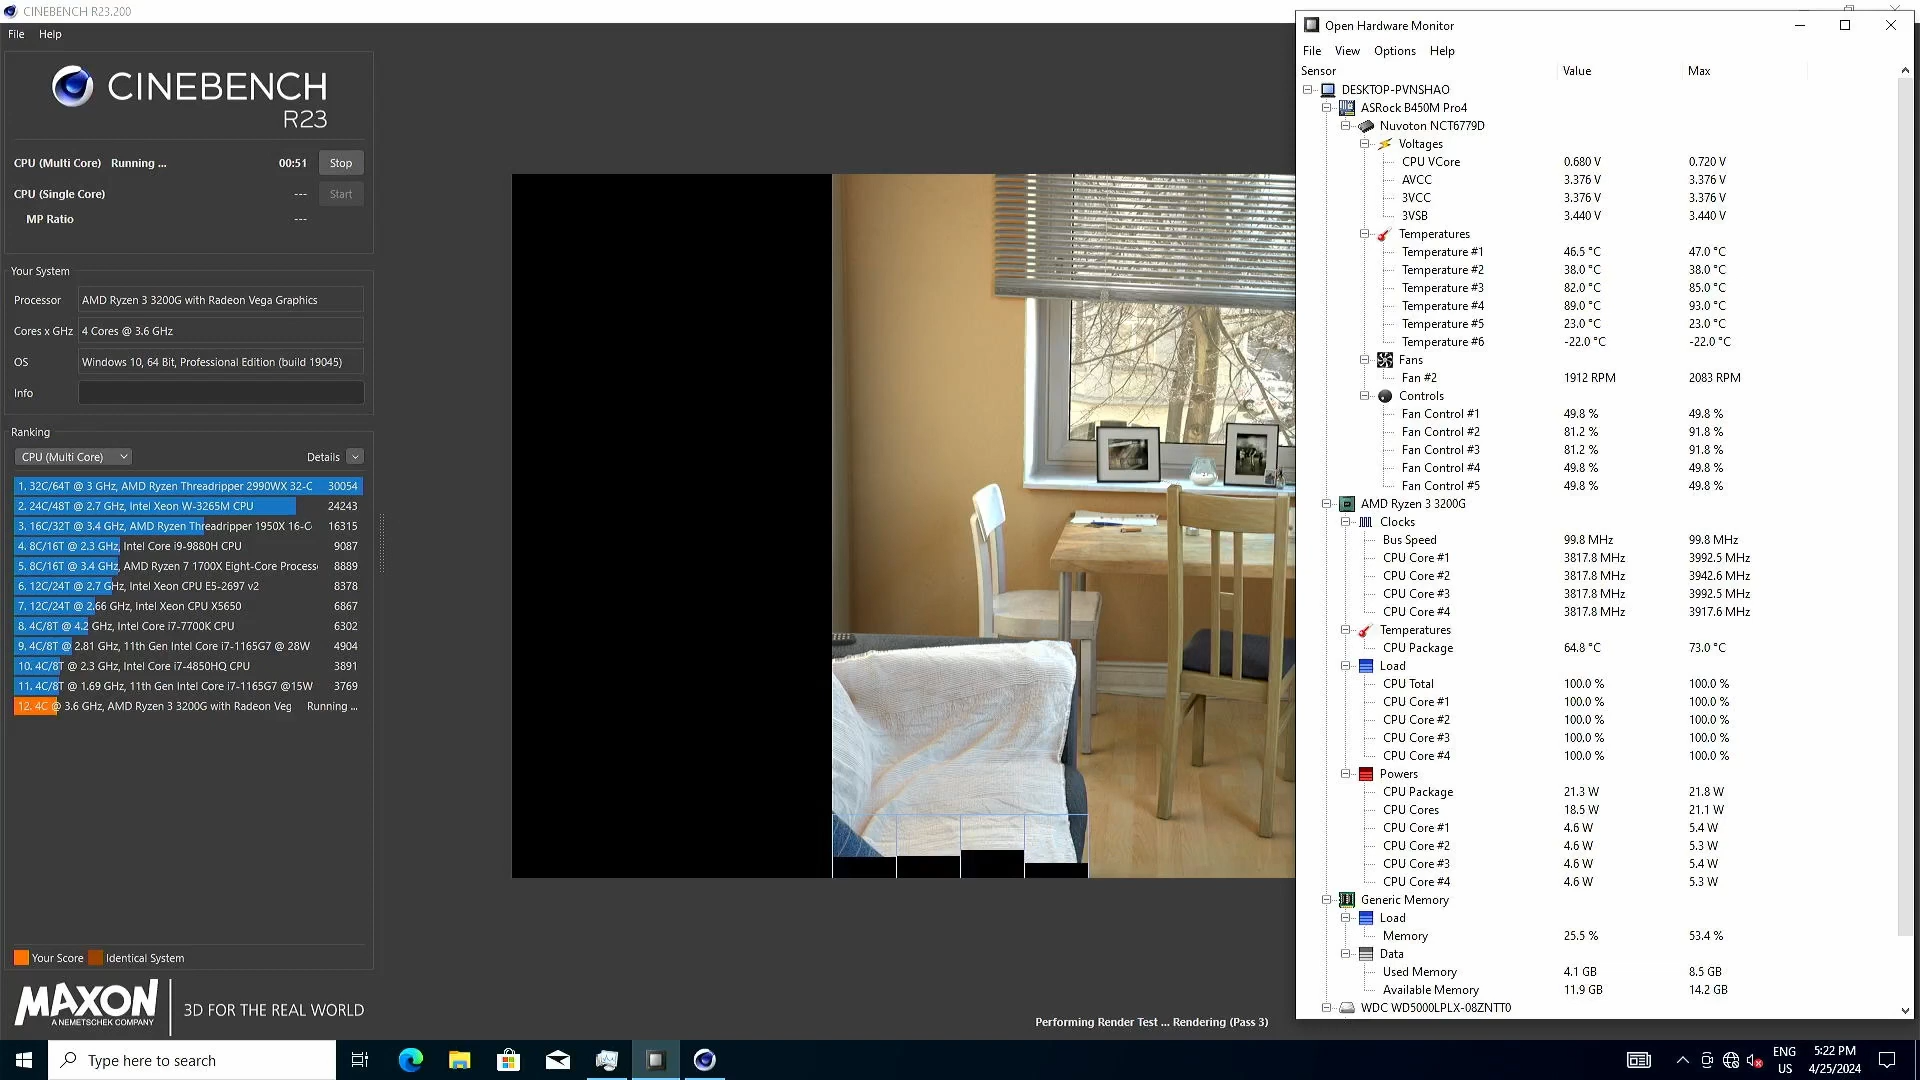 CINEBENCH R23.200
File Help
CINEBENCH
R23
CPU (Multi Core) Running ... 00:51 Stop
CPU (Single Core) --- Start
MP Ratio ---
Your System
Processor AMD Ryzen 3 3200G with Radeon Vega Graphics
Cores x GHz 4 Cores @ 3.6 GHz
OS Windows 10, 64 Bit, Professional Edition (build 19045)
Info
Ranking
CPU (Multi Core) Details
1. 32C/64T @ 3 GHz, AMD Ryzen Threadripper 2990WX 32-C 30054
2. 24C/48T @ 2.7 GHz, Intel Xeon W-3265M CPU 24243
3. 16C/32T @ 3.4 GHz, AMD Ryzen Threadripper 1950X 16-C 16315
4. 8C/16T @ 2.3 GHz, Intel Core i9-9880H CPU 9087
5. 8C/16T @ 3.4 GHz, AMD Ryzen 7 1700X Eight-Core Process 8889
6. 12C/24T @ 2.7 GHz, Intel Xeon CPU E5-2697 v2 8378
7. 12C/24T @ 2.66 GHz, Intel Xeon CPU X5650 6867
8. 4C/8T @ 4.2 GHz, Intel Core i7-7700K CPU 6302
9. 4C/8T @ 2.81 GHz, 11th Gen Intel Core i7-1165G7 @ 28W 4904
10. 4C/8T @ 2.3 GHz, Intel Core i7-4850HQ CPU 3891
11. 4C/8T @ 1.69 GHz, 11th Gen Intel Core i7-1165G7 @15W 3769
12. 4C @ 3.6 GHz, AMD Ryzen 3 3200G with Radeon Veg Running ...
Your Score Identical System
MAXON
A NEMETSCHEK COMPANY
3D FOR THE REAL WORLD
Performing Render Test ... Rendering (Pass 3)
Open Hardware Monitor
File View Options Help
Sensor Value Max
DESKTOP-PVNSHAO
ASRock B450M Pro4
Nuvoton NCT6779D
Voltages
CPU VCore 0.680 V 0.720 V
AVCC 3.376 V 3.376 V
3VCC 3.376 V 3.376 V
3VSB 3.440 V 3.440 V
Temperatures
Temperature #1 46.5 °C 47.0 °C
Temperature #2 38.0 °C 38.0 °C
Temperature #3 82.0 °C 85.0 °C
Temperature #4 89.0 °C 93.0 °C
Temperature #5 23.0 °C 23.0 °C
Temperature #6 -22.0 °C -22.0 °C
Fans
Fan #2 1912 RPM 2083 RPM
Controls
Fan Control #1 49.8 % 49.8 %
Fan Control #2 81.2 % 91.8 %
Fan Control #3 81.2 % 91.8 %
Fan Control #4 49.8 % 49.8 %
Fan Control #5 49.8 % 49.8 %
AMD Ryzen 3 3200G
Clocks
Bus Speed 99.8 MHz 99.8 MHz
CPU Core #1 3817.8 MHz 3992.5 MHz
CPU Core #2 3817.8 MHz 3942.6 MHz
CPU Core #3 3817.8 MHz 3992.5 MHz
CPU Core #4 3817.8 MHz 3917.6 MHz
Temperatures
CPU Package 64.8 °C 73.0 °C
Load
CPU Total 100.0 % 100.0 %
CPU Core #1 100.0 % 100.0 %
CPU Core #2 100.0 % 100.0 %
CPU Core #3 100.0 % 100.0 %
CPU Core #4 100.0 % 100.0 %
Powers
CPU Package 21.3 W 21.8 W
CPU Cores 18.5 W 21.1 W
CPU Core #1 4.6 W 5.4 W
CPU Core #2 4.6 W 5.3 W
CPU Core #3 4.6 W 5.4 W
CPU Core #4 4.6 W 5.3 W
Generic Memory
Load
Memory 25.5 % 53.4 %
Data
Used Memory 4.1 GB 8.5 GB
Available Memory 11.9 GB 14.2 GB
WDC WD5000LPLX-08ZNTT0
Type here to search
ENG
US
5:22 PM
4/25/2024